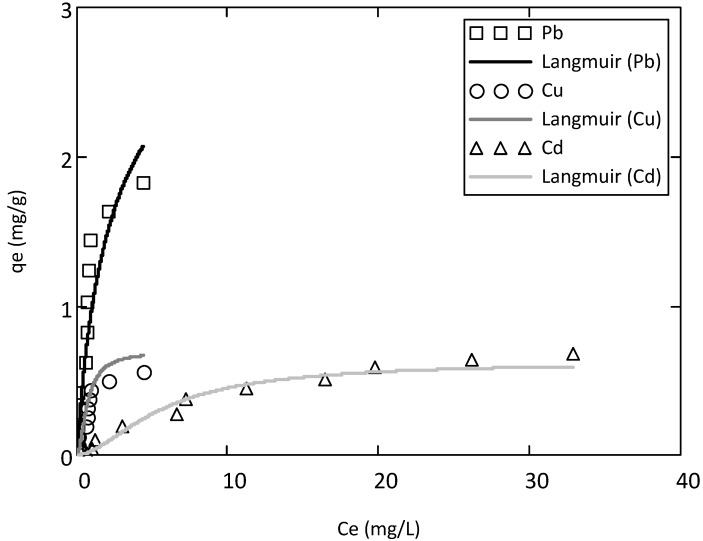 3
2
1
0
qe (mg/g)
0
10
20
30
40
Ce (mg/L)
Pb
Langmuir (Pb)
Cu
Langmuir (Cu)
Cd
Langmuir (Cd)